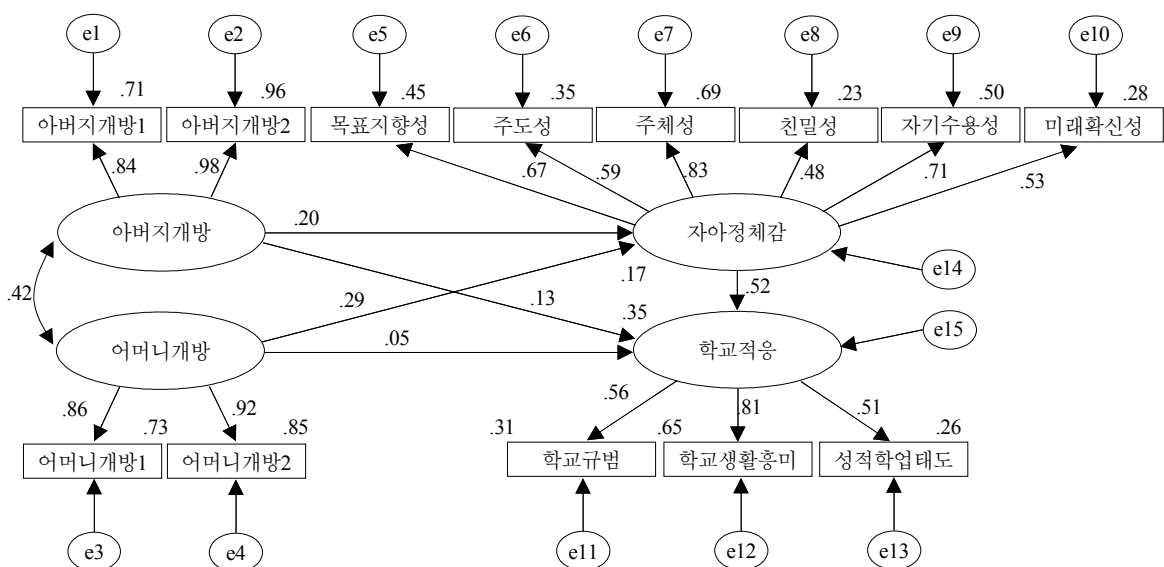 e1 e2 e5 e6 e7 e8 e9 e10
.71 .96 .45 .35 .69 .23 .50 .28
아버지개방1 아버지개방2 목표지향성 주도성 주체성 친밀성 자기수용성 미래확신성
.84 .98 .67 .59 .83 .48 .71 .53
아버지개방 .20 자아정체감
e14
.42 .29 .13 .17 .52
.35 e15
어머니개방 .05 학교적응
.86 .92 .56 .81 .51
.73 .85 .31 .65 .26
어머니개방1 어머니개방2 학교규범 학교생활흥미 성적학업태도
e3 e4 e11 e12 e13